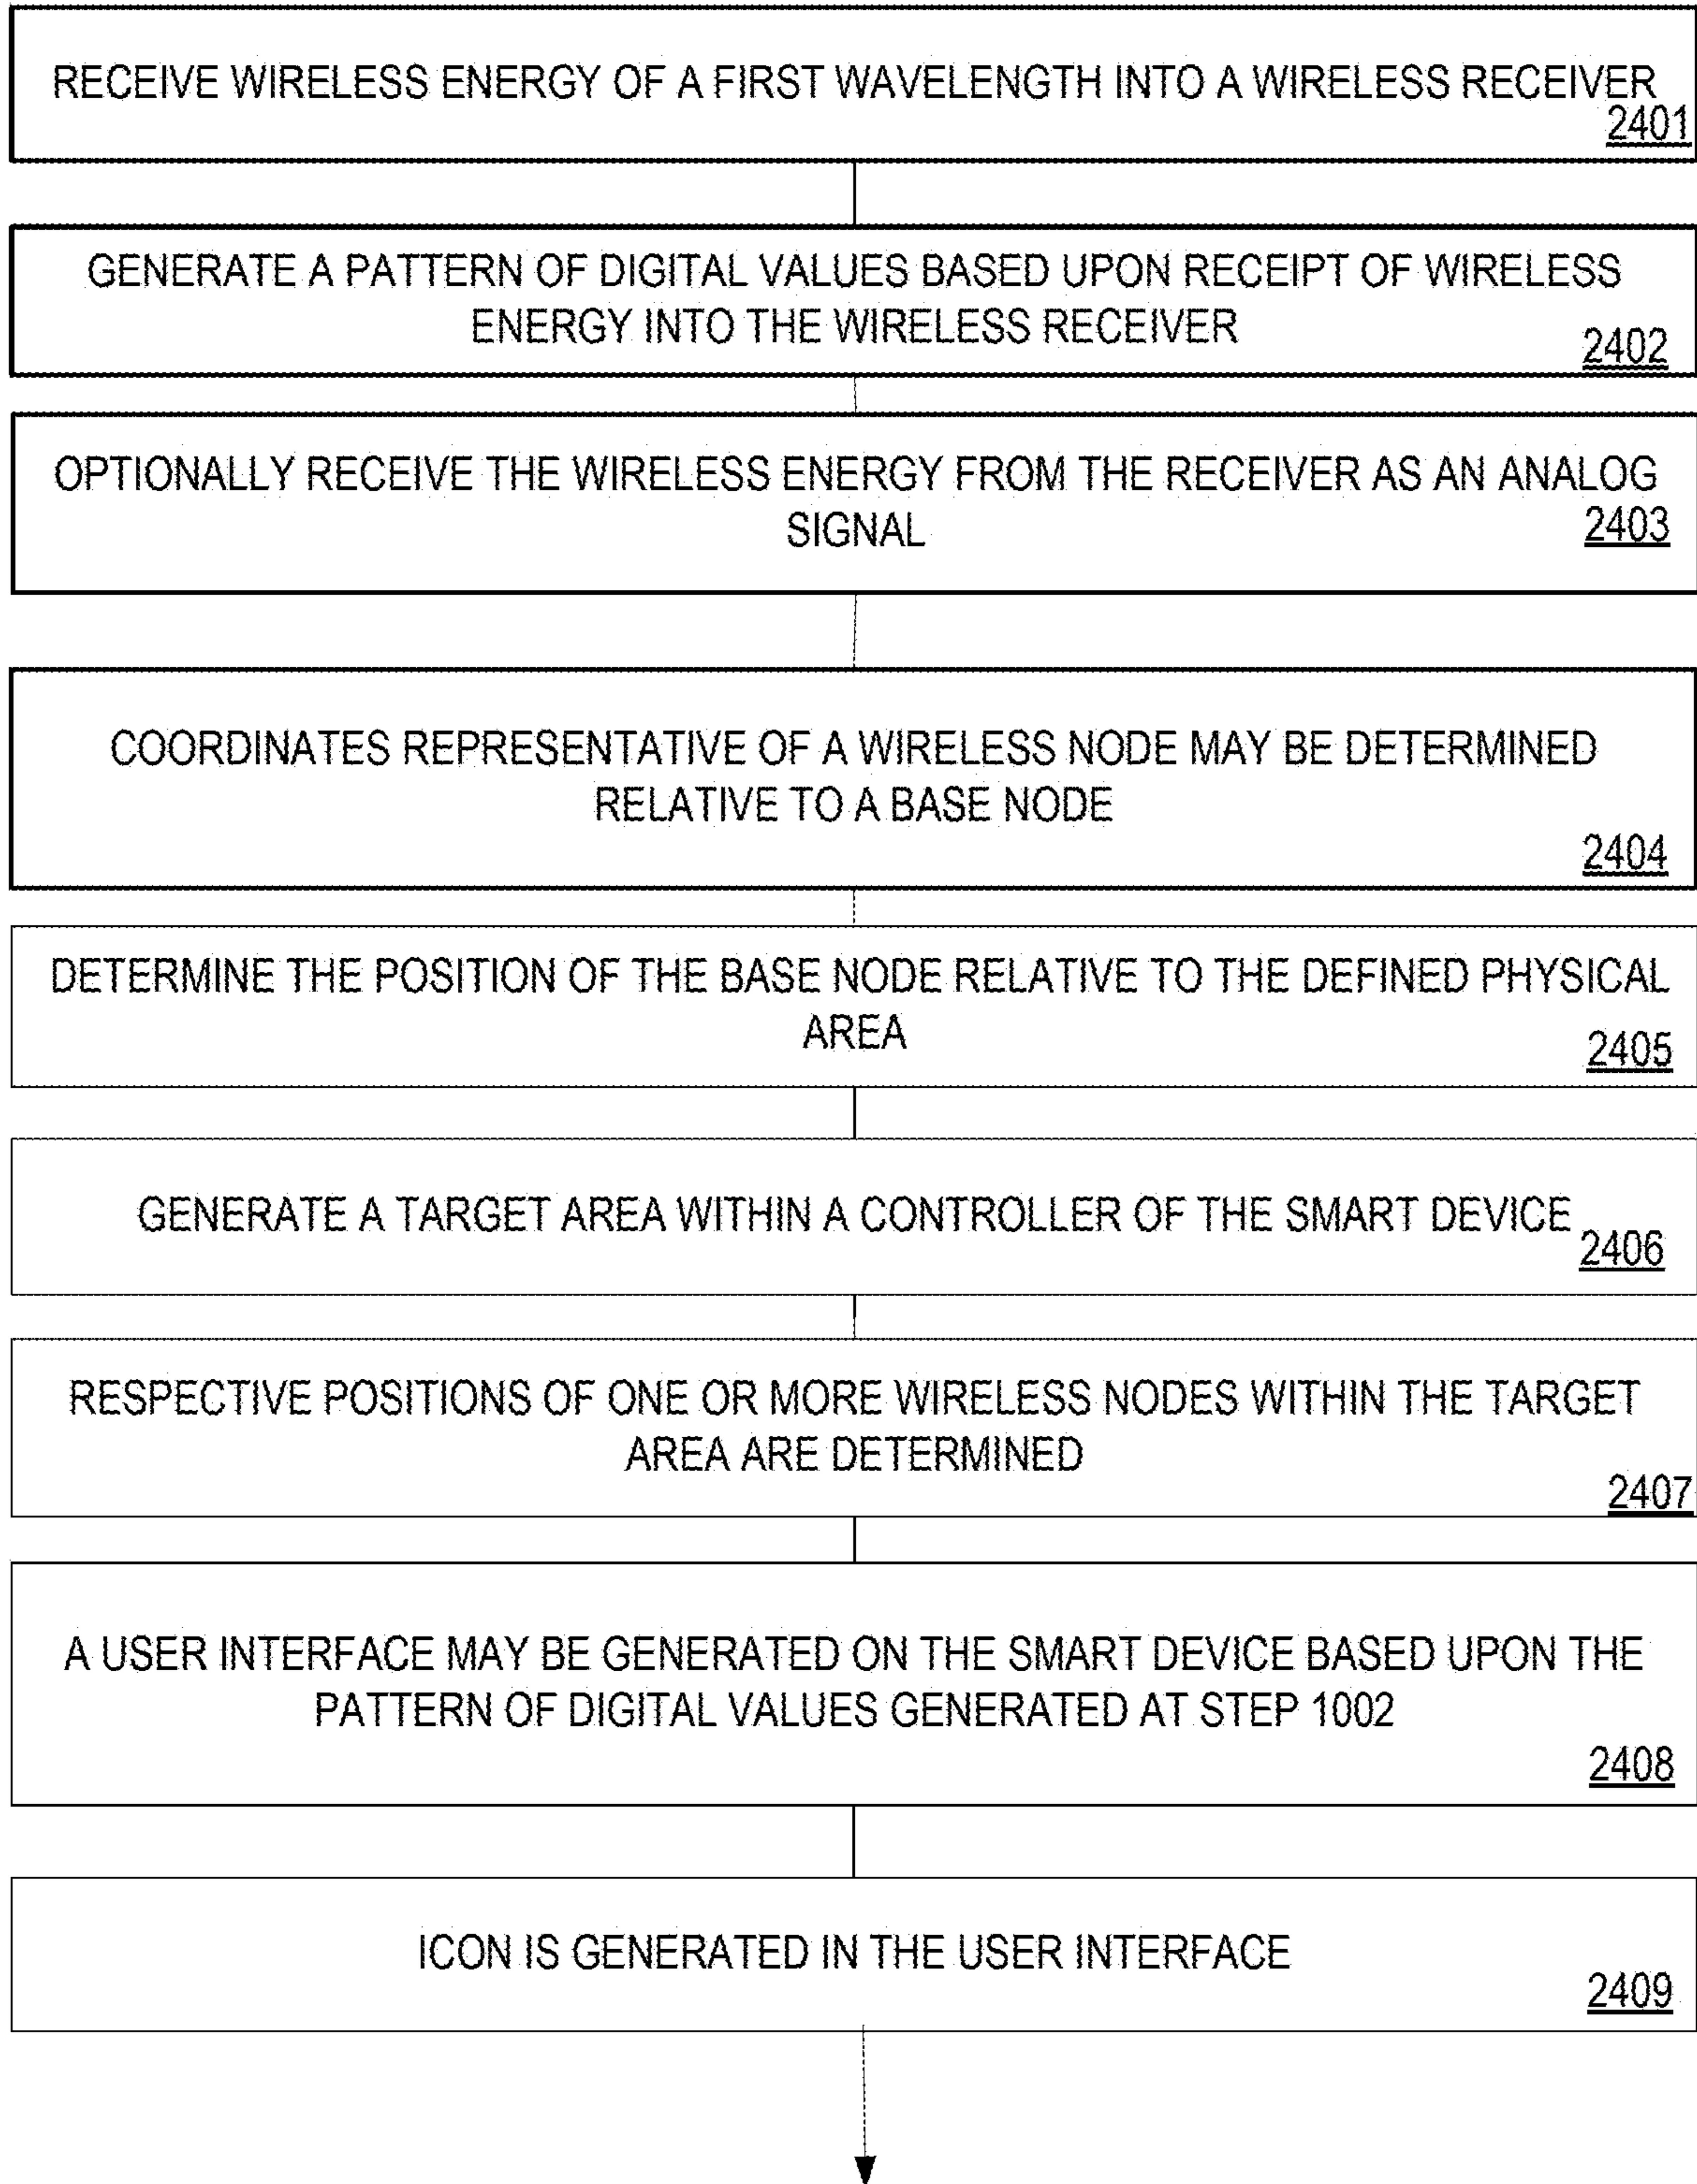 RECEIVE WIRELESS ENERGY OF A FIRST WAVELENGTH INTO A WIRELESS RECEIVER
2401
GENERATE A PATTERN OF DIGITAL VALUES BASED UPON RECEIPT OF WIRELESS
ENERGY INTO THE WIRELESS RECEIVER
2402
OPTIONALLY RECEIVE THE WIRELESS ENERGY FROM THE RECEIVER AS AN ANALOG
SIGNAL
2403
COORDINATES REPRESENTATIVE OF A WIRELESS NODE MAY BE DETERMINED
RELATIVE TO A BASE NODE
2404
DETERMINE THE POSITION OF THE BASE NODE RELATIVE TO THE DEFINED PHYSICAL
AREA
2405
GENERATE A TARGET AREA WITHIN A CONTROLLER OF THE SMART DEVICE
2406
RESPECTIVE POSITIONS OF ONE OR MORE WIRELESS NODES WITHIN THE TARGET
AREA ARE DETERMINED
2407
A USER INTERFACE MAY BE GENERATED ON THE SMART DEVICE BASED UPON THE
PATTERN OF DIGITAL VALUES GENERATED AT STEP 1002
2408
ICON IS GENERATED IN THE USER INTERFACE
2409